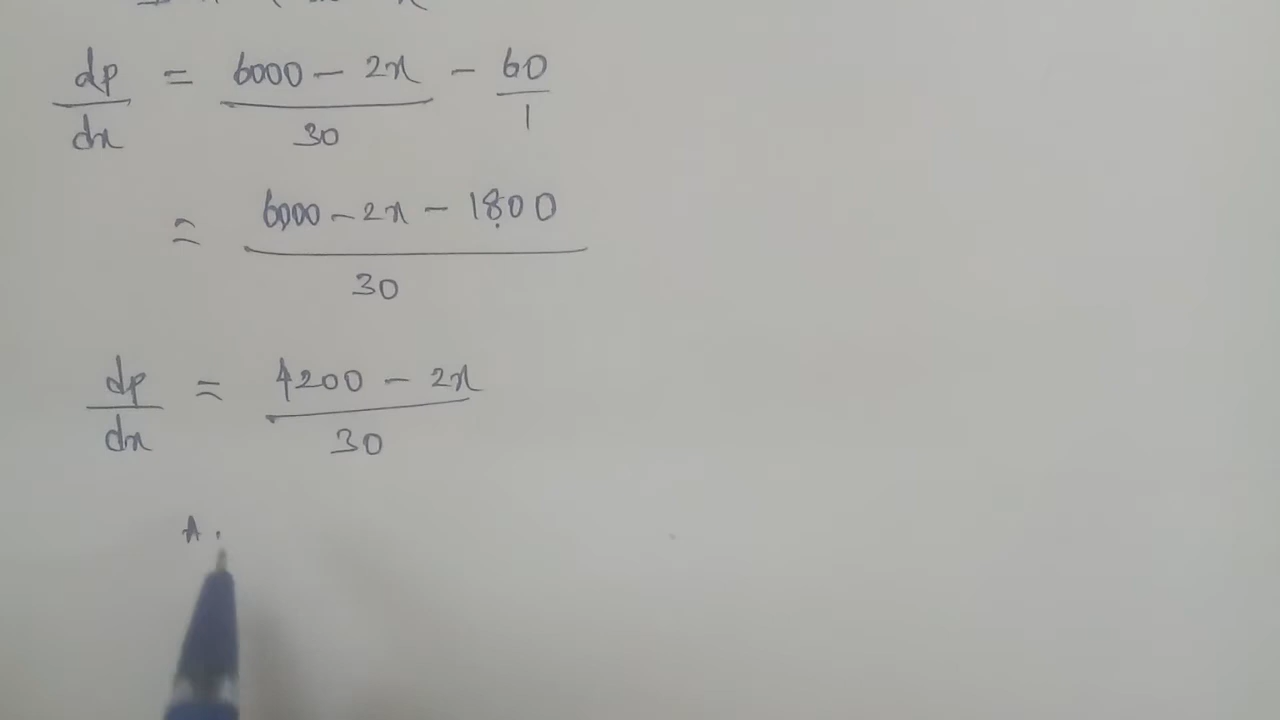 dp/dx = (6000 - 2x)/30 - 60/1
= (6000 - 2x - 1800)/30
dp/dx = (4200 - 2x)/30
A